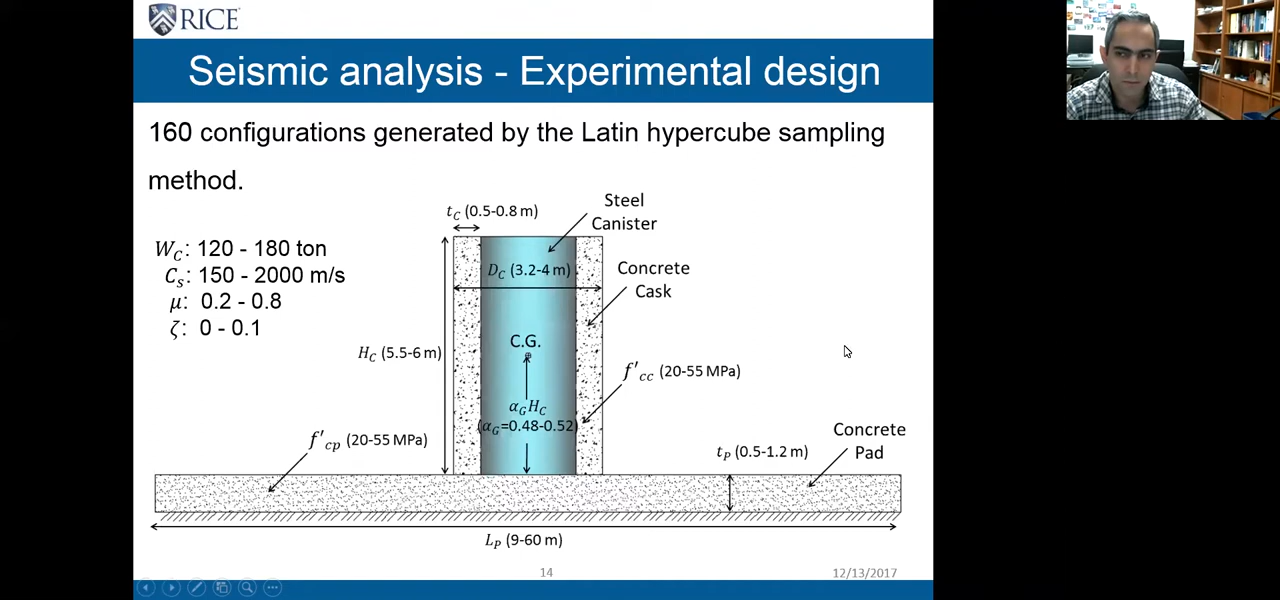 RICE
Seismic analysis - Experimental design
160 configurations generated by the Latin hypercube sampling
method.
W_C: 120 - 180 ton
C_s: 150 - 2000 m/s
μ: 0.2 - 0.8
ζ: 0 - 0.1
t_C (0.5-0.8 m)
Steel
Canister
D_C (3.2-4 m)
Concrete
Cask
C.G.
H_C (5.5-6 m)
f'_cc (20-55 MPa)
α_G H_C
(α_G=0.48-0.52)
f'_cp (20-55 MPa)
t_P (0.5-1.2 m)
Concrete
Pad
L_P (9-60 m)
14
12/13/2017